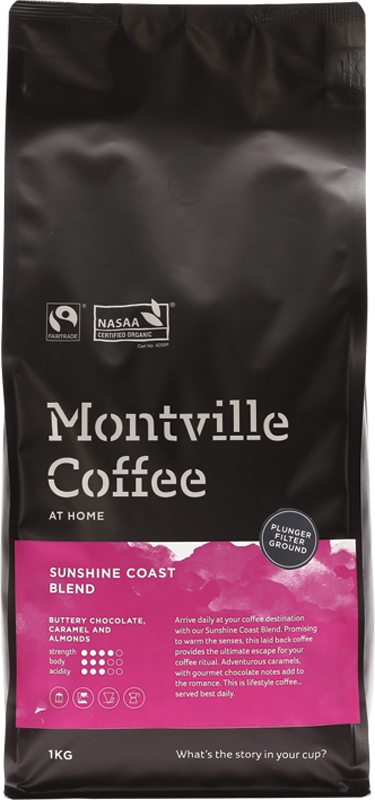 FAIRTRADE
®
NASAA
®
CERTIFIED ORGANIC
Montville
Coffee
AT HOME
PLUNGER
FILTER
GROUND
SUNSHINE COAST
BLEND
BUTTERY CHOCOLATE,
CARAMEL AND
ALMONDS
strength
body
acidity
Arrive daily at your coffee destination
with our Sunshine Coast Blend. Promising
to warm the senses, this laid back coffee
provides the ultimate escape for your
coffee ritual. Adventurous caramels,
with gourmet chocolate notes add to
the romance. This is lifestyle coffee...
served best daily.
1KG
What's the story in your cup?